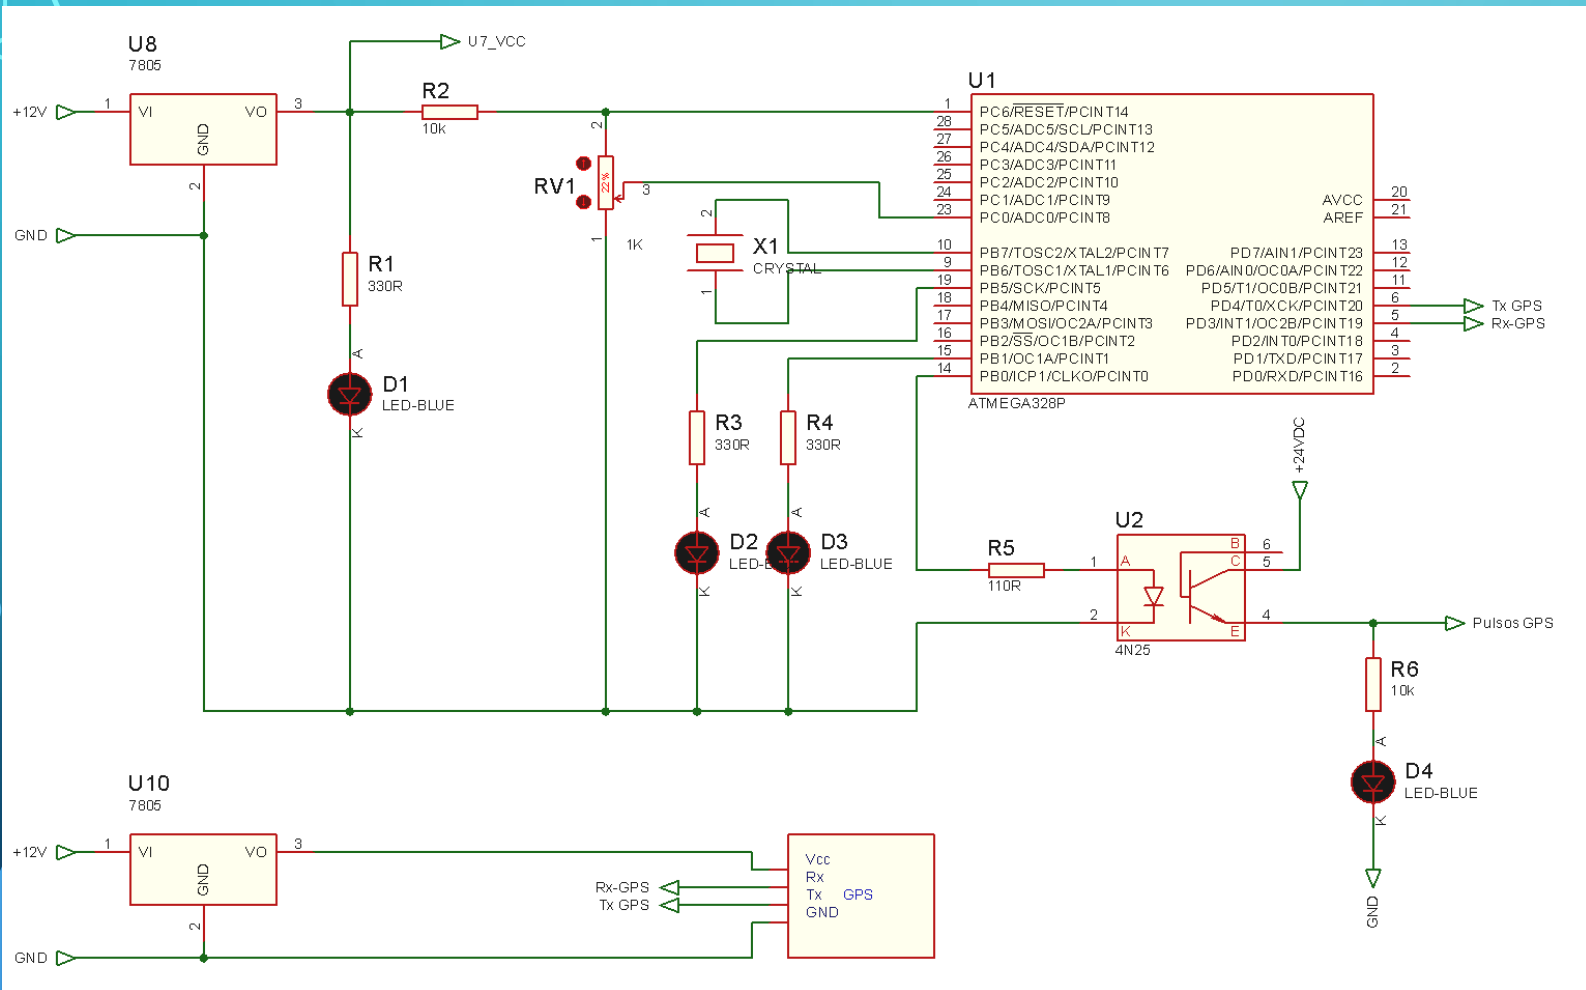 U8
7805
+12V
1
VI
VO
3
GND
2
GND
U7_VCC
R2
10k
R1
330R
A
D1
LED-BLUE
K
2
RV1
22%
3
1
1K
2
X1
CRYSTAL
1
U1
1 PC6/RESET/PCINT14
28 PC5/ADC5/SCL/PCINT13
27 PC4/ADC4/SDA/PCINT12
26 PC3/ADC3/PCINT11
25 PC2/ADC2/PCINT10
24 PC1/ADC1/PCINT9
23 PC0/ADC0/PCINT8
AVCC 20
AREF 21
10 PB7/TOSC2/XTAL2/PCINT7
9 PB6/TOSC1/XTAL1/PCINT6
19 PB5/SCK/PCINT5
18 PB4/MISO/PCINT4
17 PB3/MOSI/OC2A/PCINT3
16 PB2/SS/OC1B/PCINT2
15 PB1/OC1A/PCINT1
14 PB0/ICP1/CLKO/PCINT0
PD7/AIN1/PCINT23 13
PD6/AIN0/OC0A/PCINT22 12
PD5/T1/OC0B/PCINT21 11
PD4/T0/XCK/PCINT20 6
PD3/INT1/OC2B/PCINT19 5
PD2/INT0/PCINT18 4
PD1/TXD/PCINT17 3
PD0/RXD/PCINT16 2
ATMEGA328P
Tx GPS
Rx-GPS
R3
330R
A
D2
K
R4
330R
A
D3
LED-BLUE
K
R5
110R
U2
1
A
2
K
B
6
C
5
4
E
4N25
+24VDC
Pulsos GPS
R6
10k
A
D4
LED-BLUE
K
GND
U10
7805
+12V
1
VI
VO
3
GND
2
GND
Rx-GPS
Tx GPS
Vcc
Rx
Tx GPS
GND